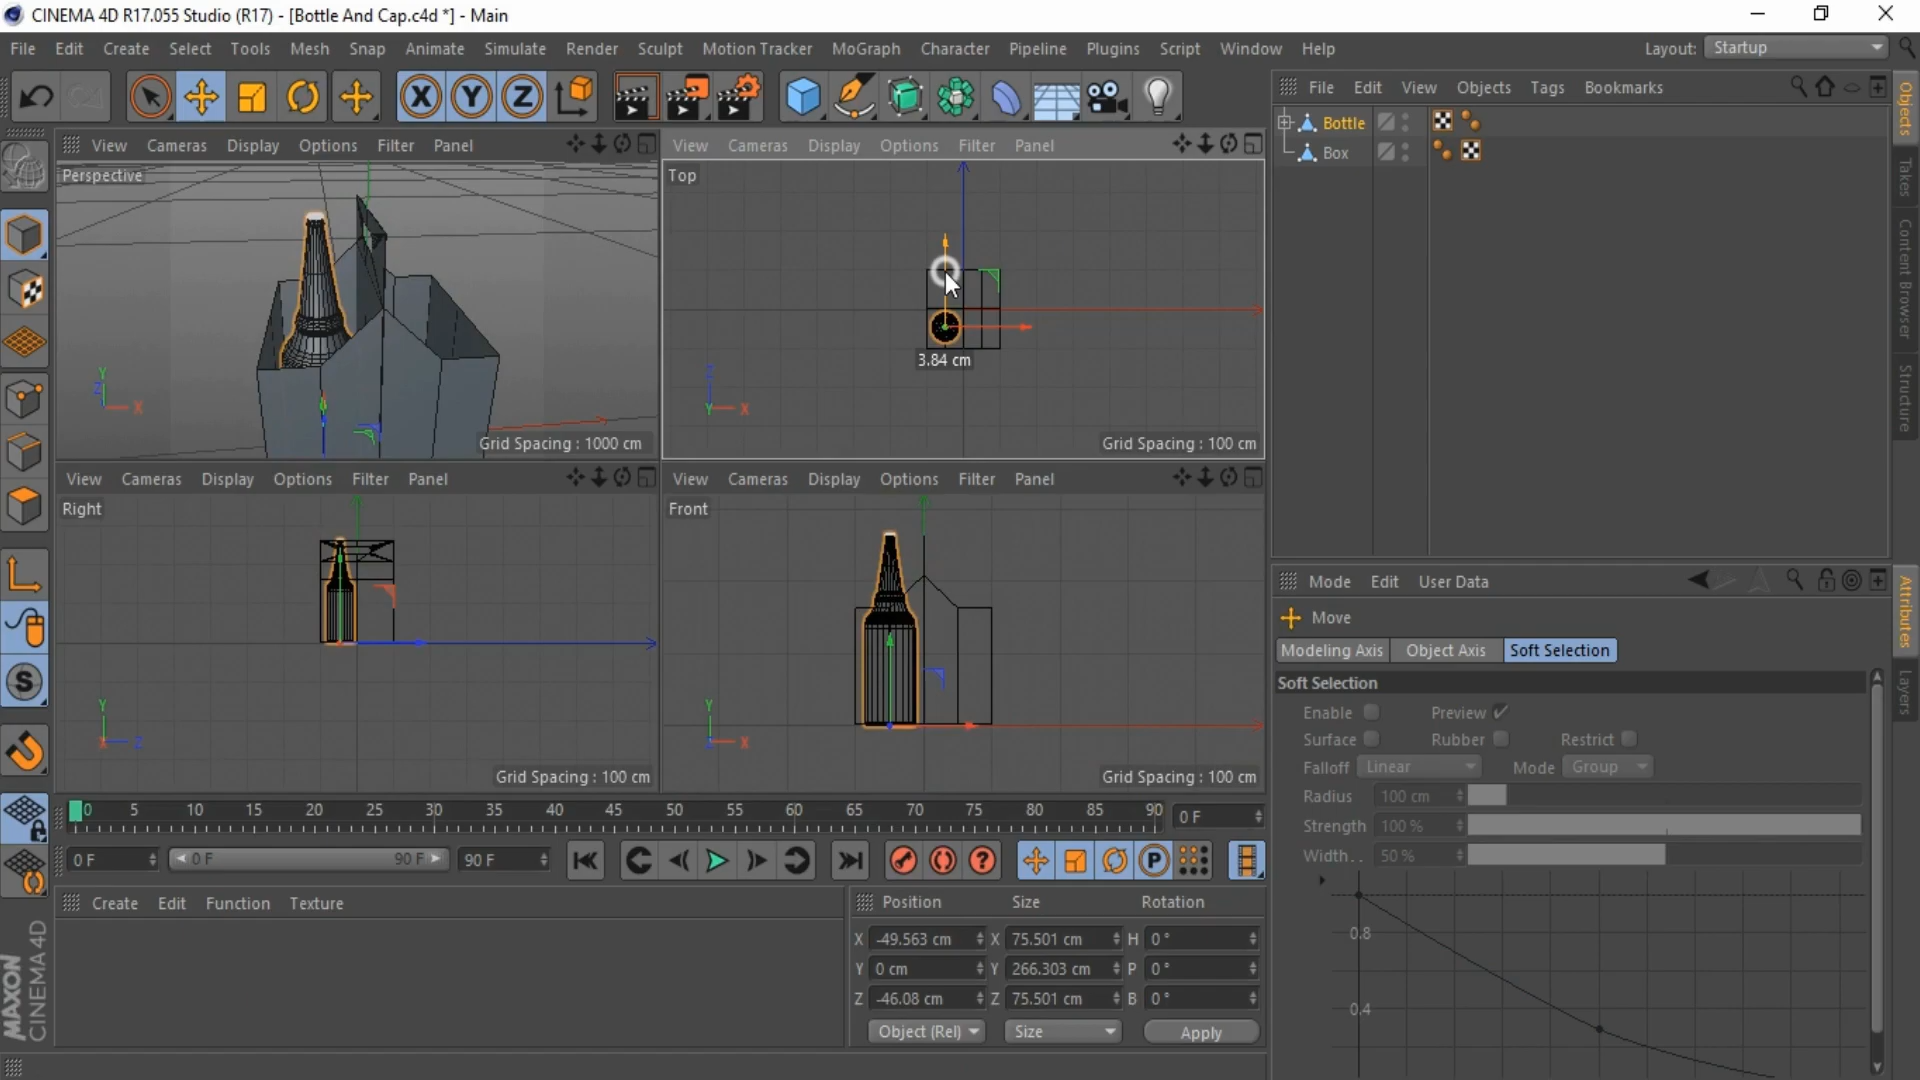 CINEMA 4D R17.055 Studio (R17) - [Bottle And Cap.c4d *] - Main
File Edit Create Select Tools Mesh Snap Animate Simulate Render Sculpt Motion Tracker MoGraph Character Pipeline Plugins Script Window Help Layout: Startup
X Y Z
File Edit View Objects Tags Bookmarks
Bottle
Box
Objects
Takes
Content Browser
Structure
View Cameras Display Options Filter Panel
Perspective
Y
Z
X
Grid Spacing : 1000 cm
View Cameras Display Options Filter Panel
Top
3.84 cm
Z
Y
X
Grid Spacing : 100 cm
View Cameras Display Options Filter Panel
Right
Y
X
Z
Grid Spacing : 100 cm
View Cameras Display Options Filter Panel
Front
Y
Z
X
Grid Spacing : 100 cm
S
Mode Edit User Data
Move
Modeling Axis Object Axis Soft Selection
Soft Selection
Enable Preview
Surface Rubber Restrict
Falloff Linear Mode Group
Radius 100 cm
Strength 100 %
Width.. 50 %
0.8
0.4
Attributes
Layers
0 5 10 15 20 25 30 35 40 45 50 55 60 65 70 75 80 85 90 0 F
0 F 0 F 90 F 90 F
? P
Create Edit Function Texture
Position Size Rotation
X -49.563 cm X 75.501 cm H 0 °
Y 0 cm Y 266.303 cm P 0 °
Z -46.08 cm Z 75.501 cm B 0 °
Object (Rel) Size Apply
MAXON
CINEMA 4D